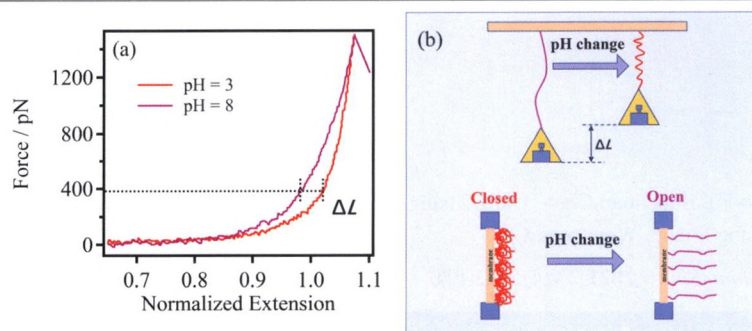 (a)
pH = 3
pH = 8
ΔL
Force / pN
1200
800
400
0
0.7 0.8 0.9 1.0 1.1
Normalized Extension
(b)
pH change
ΔL
Closed Open
pH change
membrane membrane